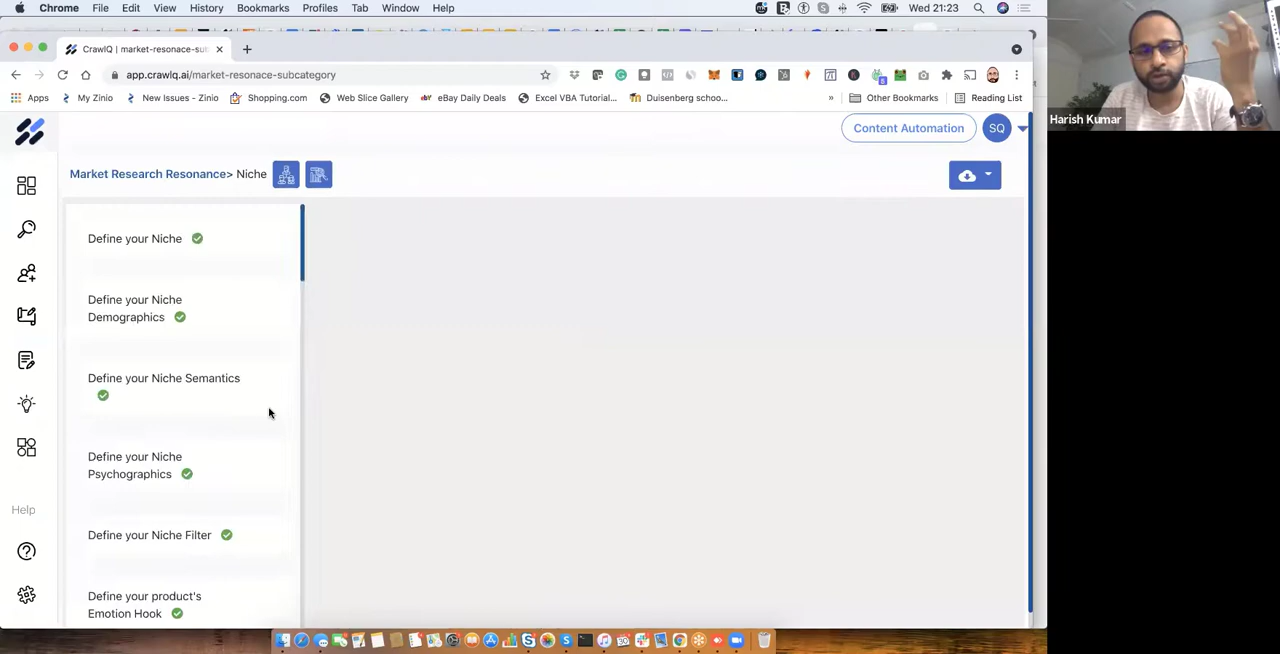 Chrome File Edit View History Bookmarks Profiles Tab Window Help
Wed 21:23
CrawlQ | market-resonace-sub
app.crawlq.ai/market-resonace-subcategory
6
Apps My Zinio New Issues - Zinio Shopping.com Web Slice Gallery eBay Daily Deals Excel VBA Tutorial... Duisenberg schoo... » Other Bookmarks Reading List
Harish Kumar
Content Automation SQ
Market Research Resonance> Niche
Define your Niche
Define your Niche
Demographics
Define your Niche Semantics
Define your Niche
Psychographics
Define your Niche Filter
Define your product's
Emotion Hook
Help